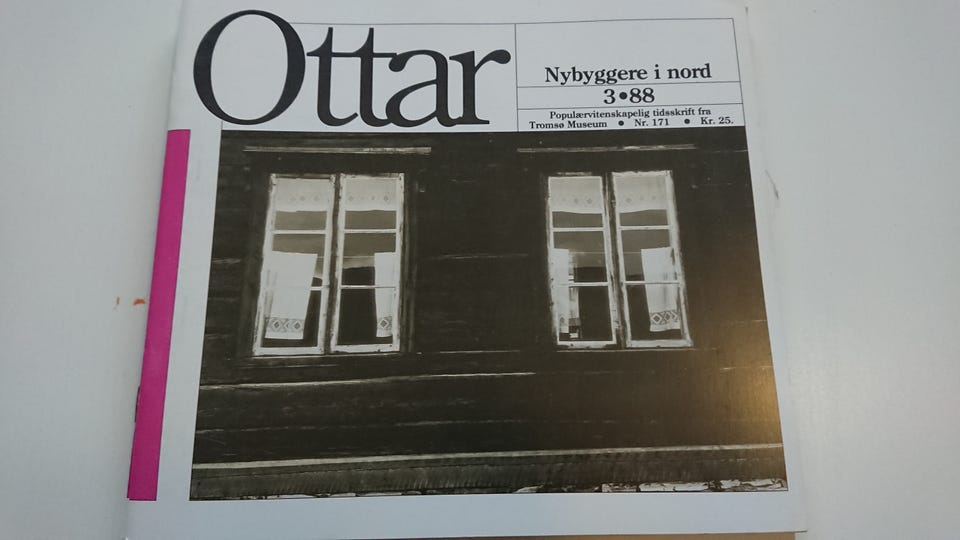 Ottar
Nybyggere i nord
3•88
Populærvitenskapelig tidsskrift fra
Tromsø Museum • Nr. 171 • Kr. 25.